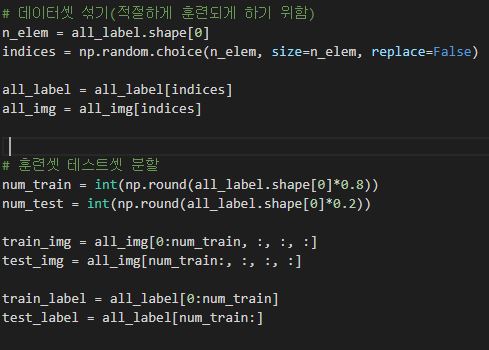 # 데이터셋 섞기(적절하게 훈련되게 하기 위함)
n_elem = all_label.shape[0]
indices = np.random.choice(n_elem, size=n_elem, replace=False)
all_label = all_label[indices]
all_img = all_img[indices]
# 훈련셋 테스트셋 분할
num_train = int(np.round(all_label.shape[0]*0.8))
num_test = int(np.round(all_label.shape[0]*0.2))
train_img = all_img[0:num_train, :, :, :]
test_img = all_img[num_train:, :, :, :]
train_label = all_label[0:num_train]
test_label = all_label[num_train:]